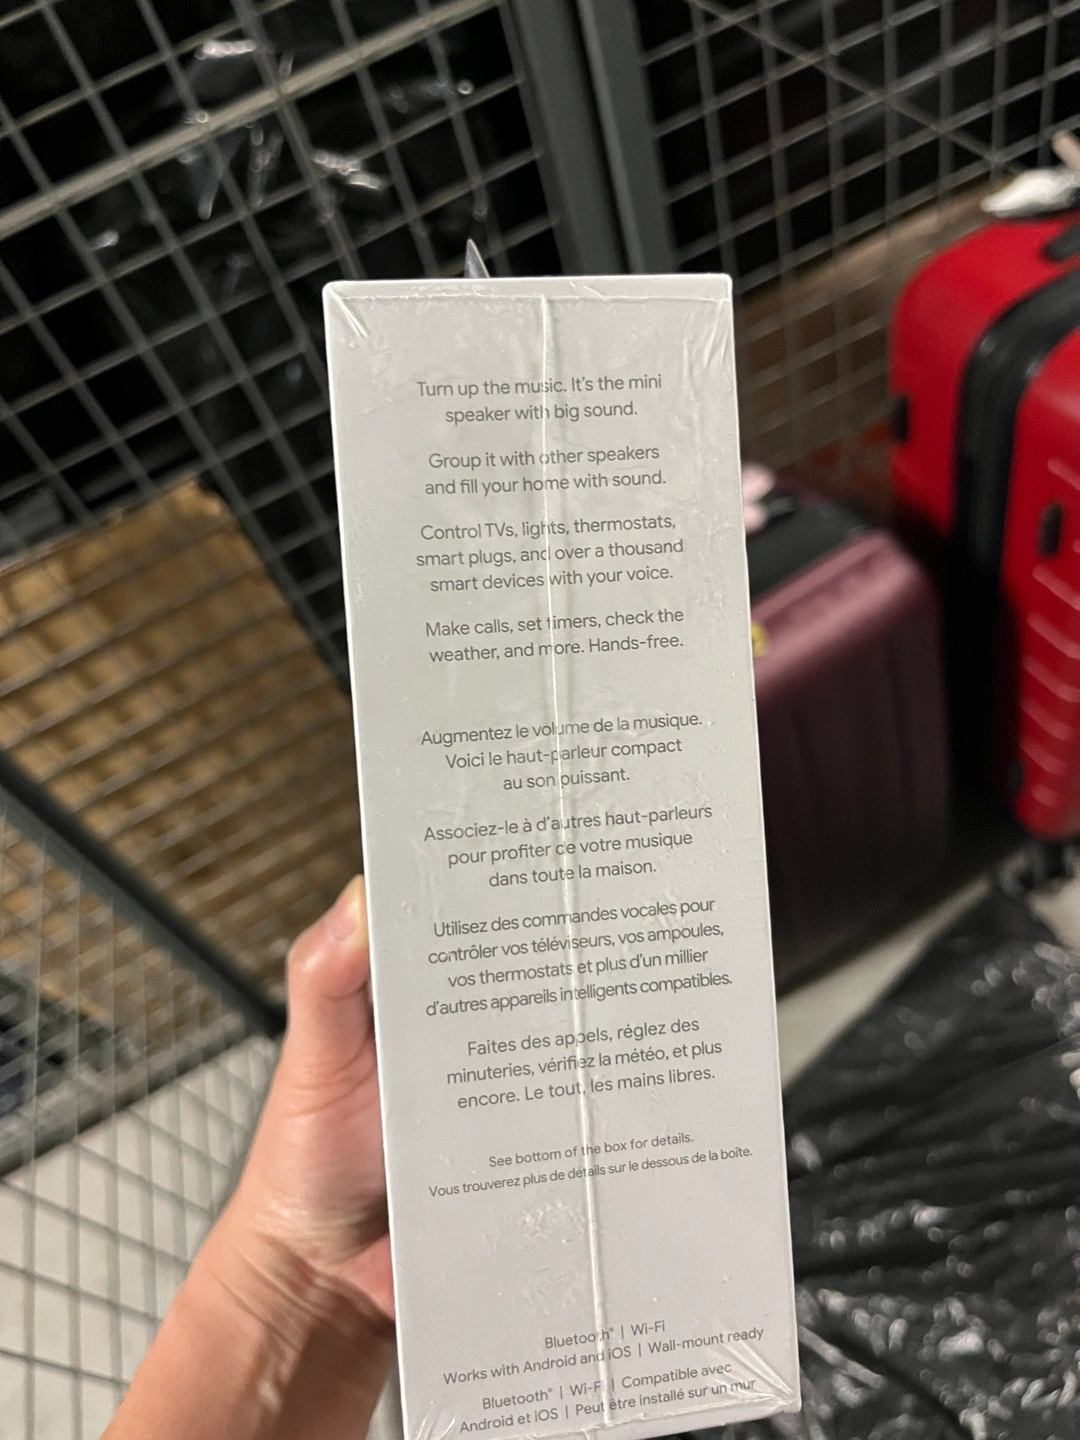 Turn up the music. It's the mini
speaker with big sound.
Group it with other speakers
and fill your home with sound.
Control TVs, lights, thermostats,
smart plugs, and over a thousand
smart devices with your voice.
Make calls, set timers, check the
weather, and more. Hands-free.
Augmentez le volume de la musique.
Voici le haut-parleur compact
au son puissant.
Associez-le à d'autres haut-parleurs
pour profiter de votre musique
dans toute la maison.
Utilisez des commandes vocales pour
contrôler vos téléviseurs, vos ampoules,
vos thermostats et plus d'un millier
d'autres appareils intelligents compatibles.
Faites des appels, réglez des
minuteries, vérifiez la météo, et plus
encore. Le tout, les mains libres.
See bottom of the box for details.
Vous trouverez plus de détails sur le dessous de la boîte.
Bluetooth® | Wi-Fi
Works with Android and iOS | Wall-mount ready
Bluetooth® | Wi-Fi | Compatible avec
Android et iOS | Peut être installé sur un mur